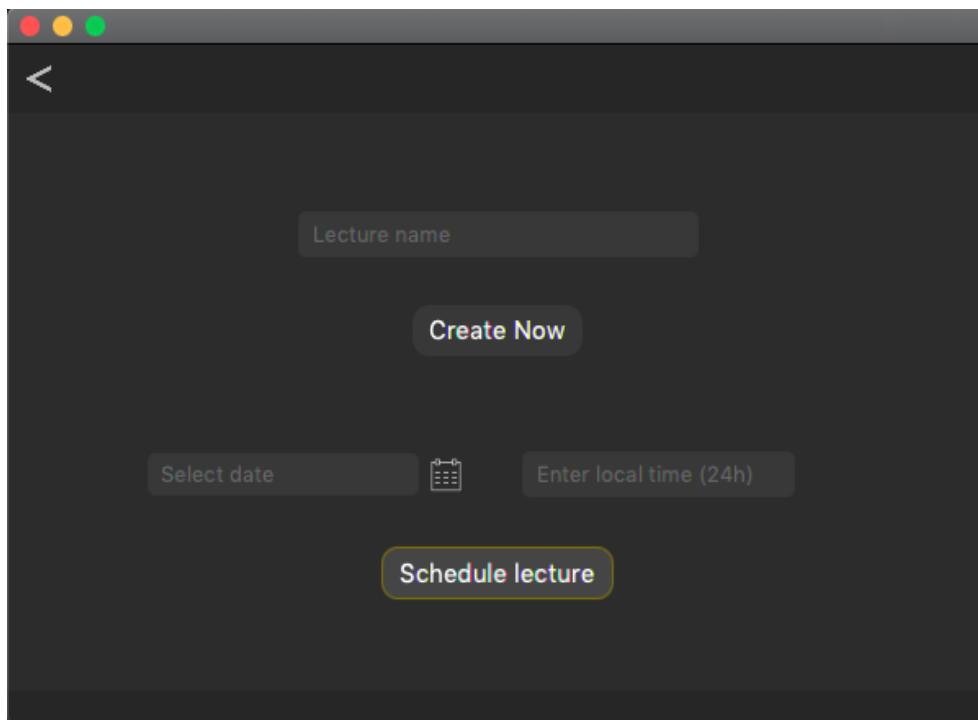 <
Lecture name
Create Now
Select date
Enter local time (24h)
Schedule lecture